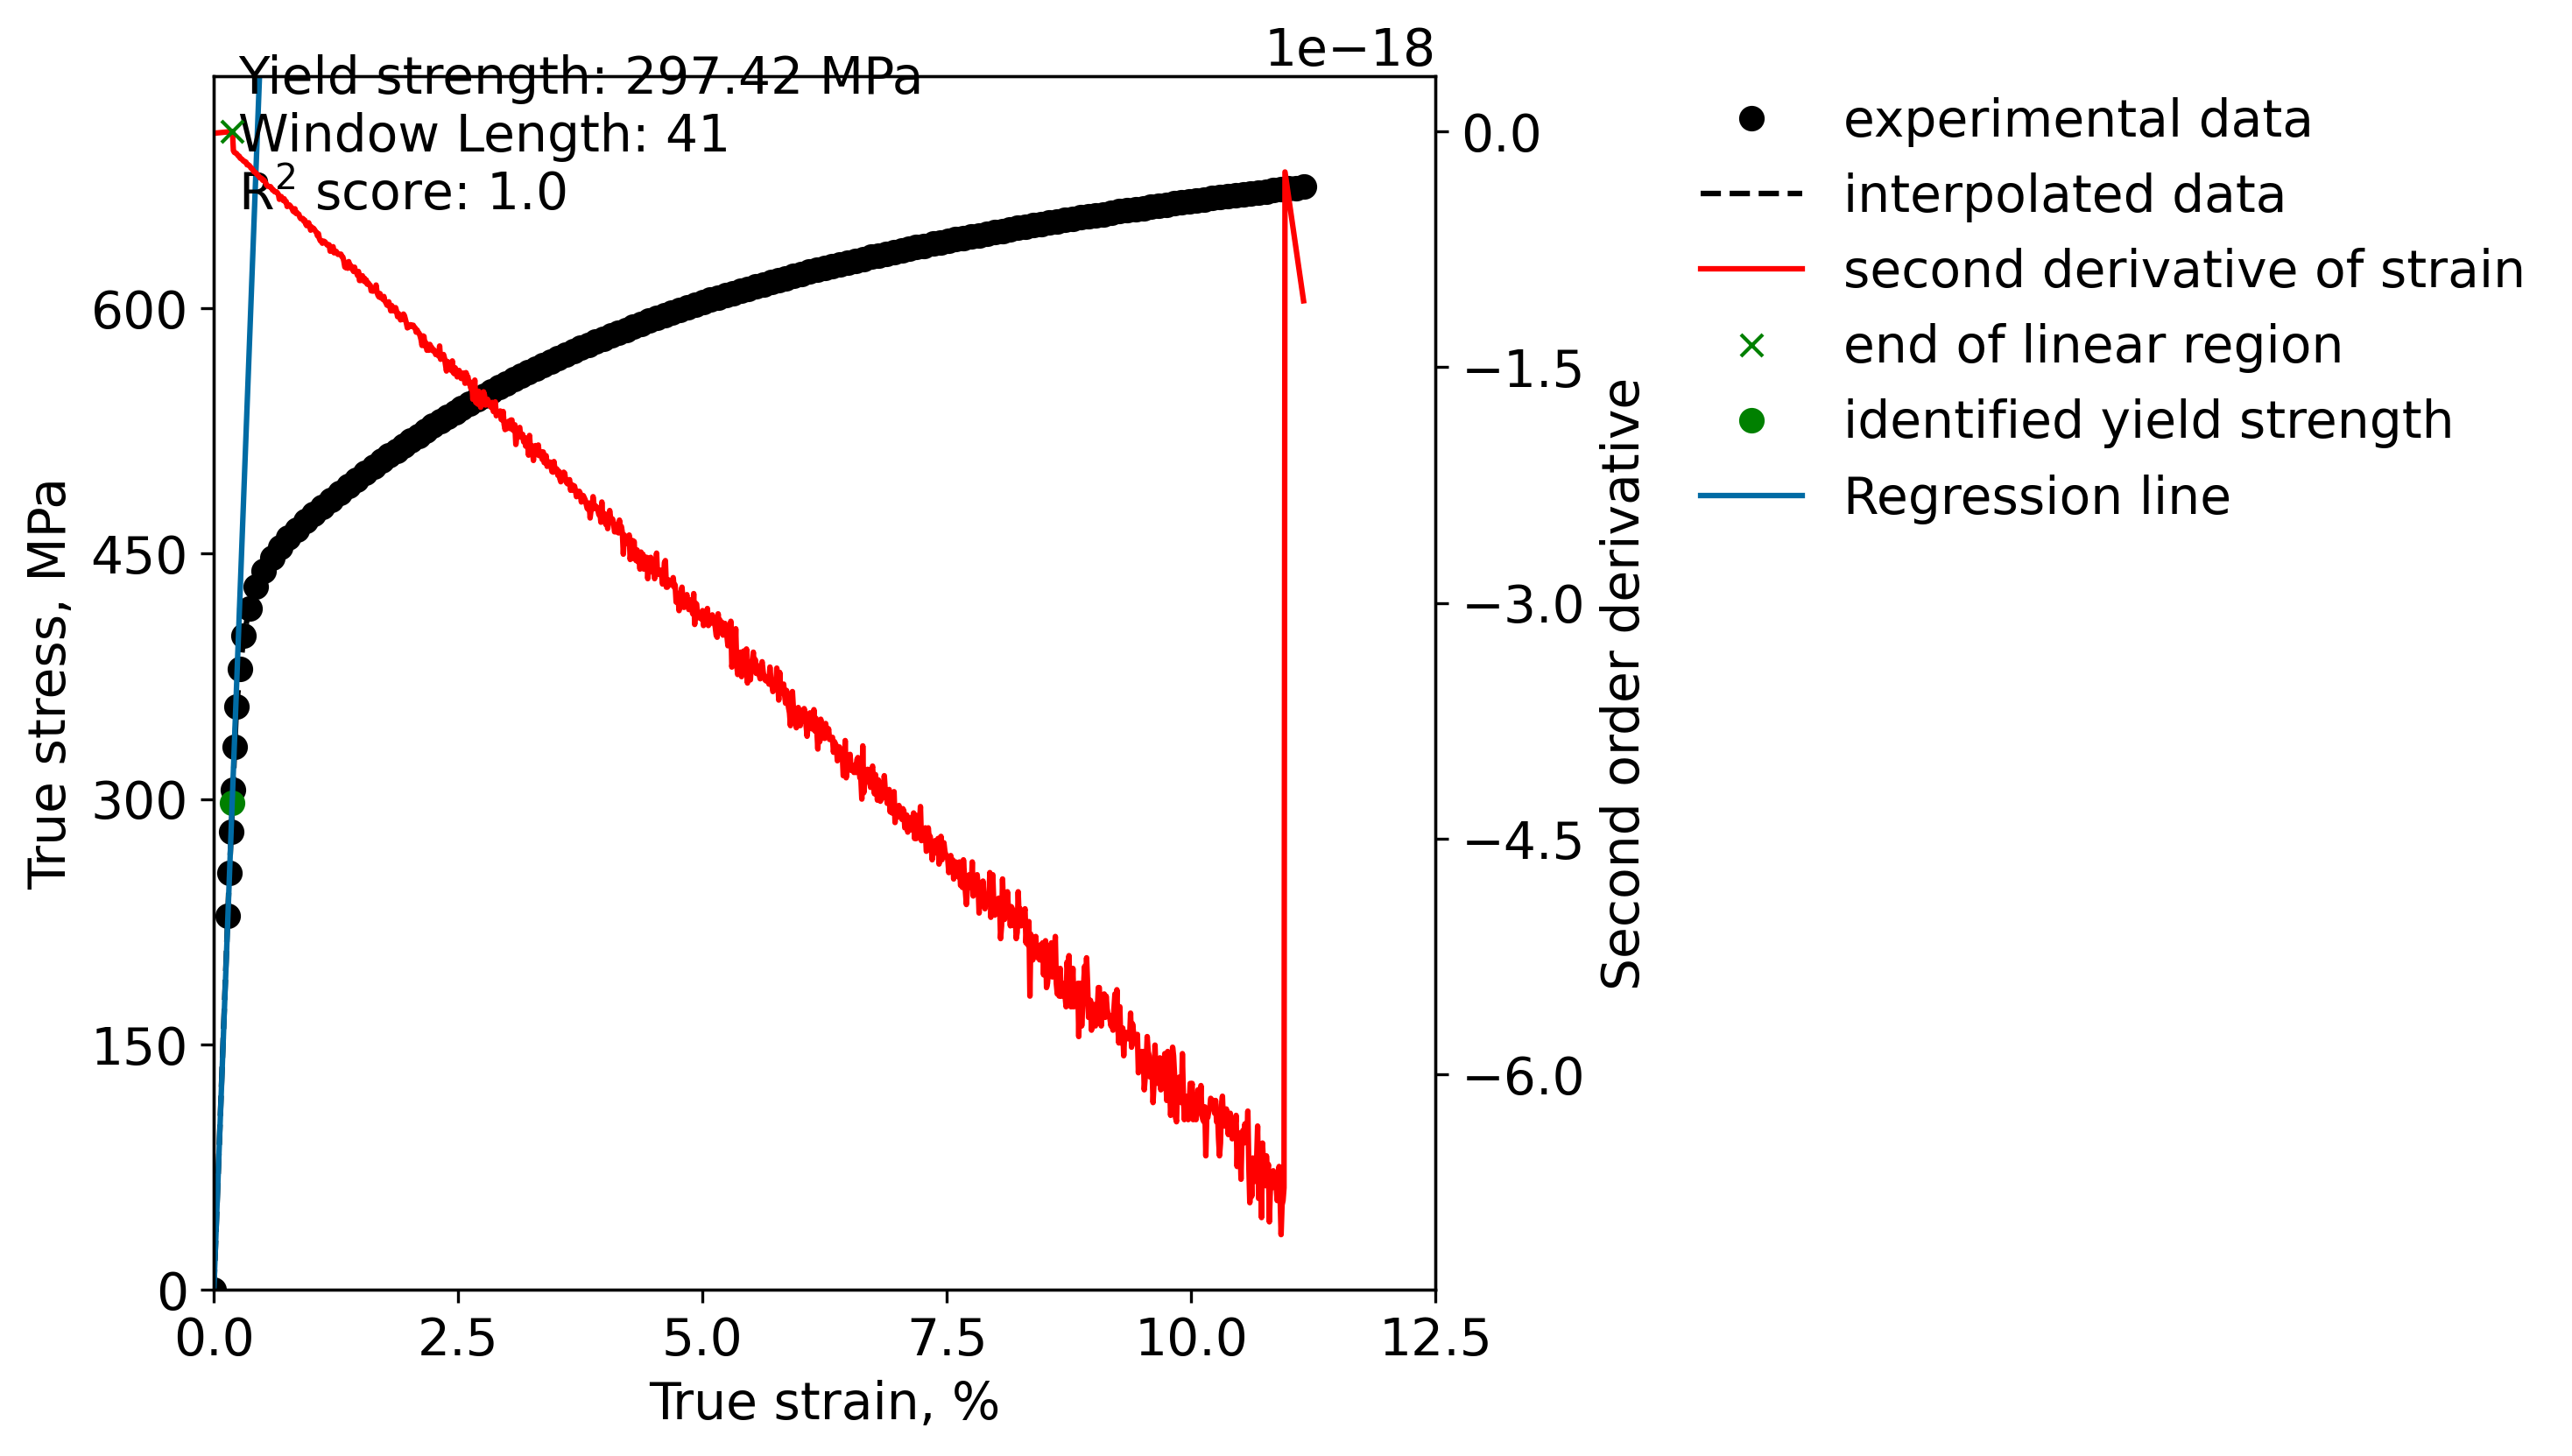 1e−18
Yield strength: 297.42 MPa
Window Length: 41
R² score: 1.0
600
450
300
150
0
True stress, MPa
0.0
2.5
5.0
7.5
10.0
12.5
True strain, %
0.0
−1.5
−3.0
−4.5
−6.0
Second order derivative
experimental data
interpolated data
second derivative of strain
end of linear region
identified yield strength
Regression line